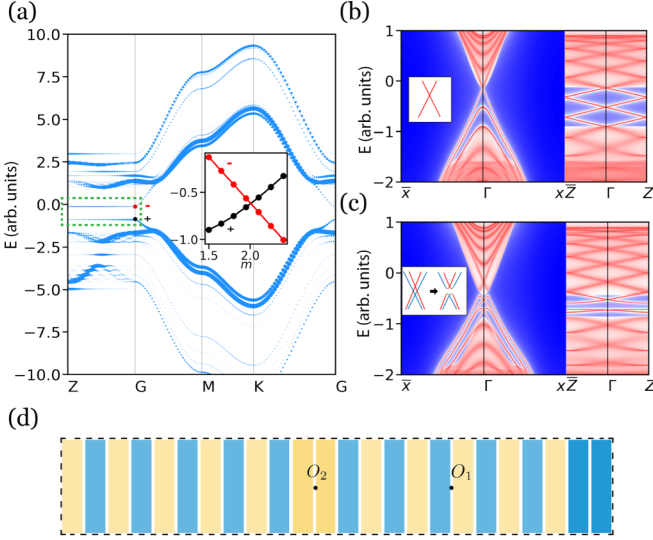 (a)
E (arb. units)
10.0
7.5
5.0
2.5
0.0
−2.5
−5.0
−7.5
−10.0
Z G M K G
-
+
−0.5
−1.0
-
+
1.5 2.0
m
(b)
E (arb. units)
1
0
−1
−2
x̅ Γ x Z̅ Γ Z
(c)
E (arb. units)
1
0
−1
−2
x̅ Γ x Z̅ Γ Z
(d)
O₂ O₁